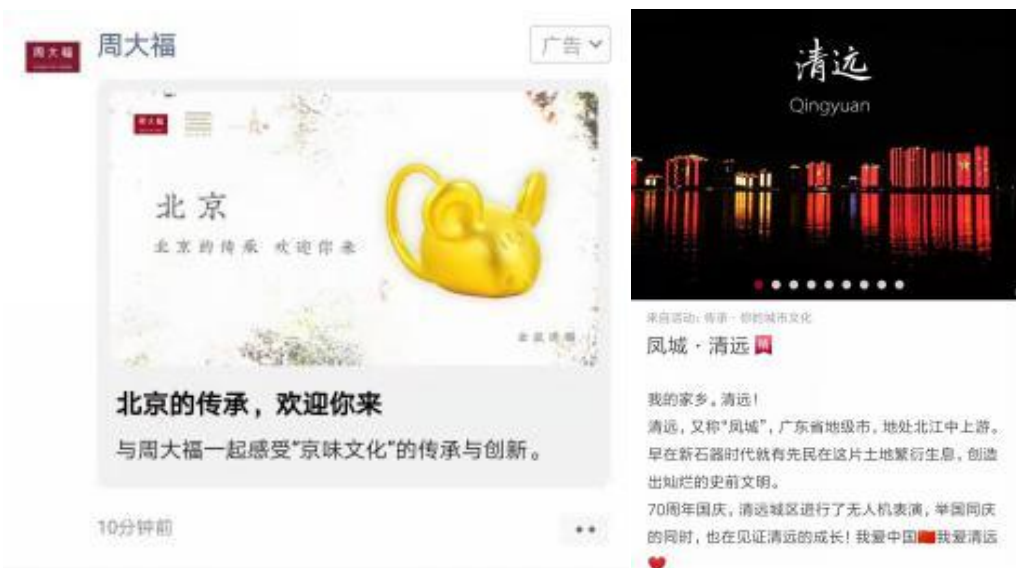 周大福
周大福
广告
周大福
北京
北京的传承 欢迎你来
北京的传承，欢迎你来
与周大福一起感受“京味文化”的传承与创新。
10分钟前
清远
Qingyuan
来自活动：传承·你的城市文化
凤城·清远
我的家乡。清远！
清远，又称“凤城”，广东省地级市，地处北江中上游。
早在新石器时代就有先民在这片土地繁衍生息，创造
出灿烂的史前文明。
70周年国庆，清远城区进行了无人机表演，举国同庆
的同时，也在见证清远的成长！我爱中国🇨🇳我爱清远
❤️